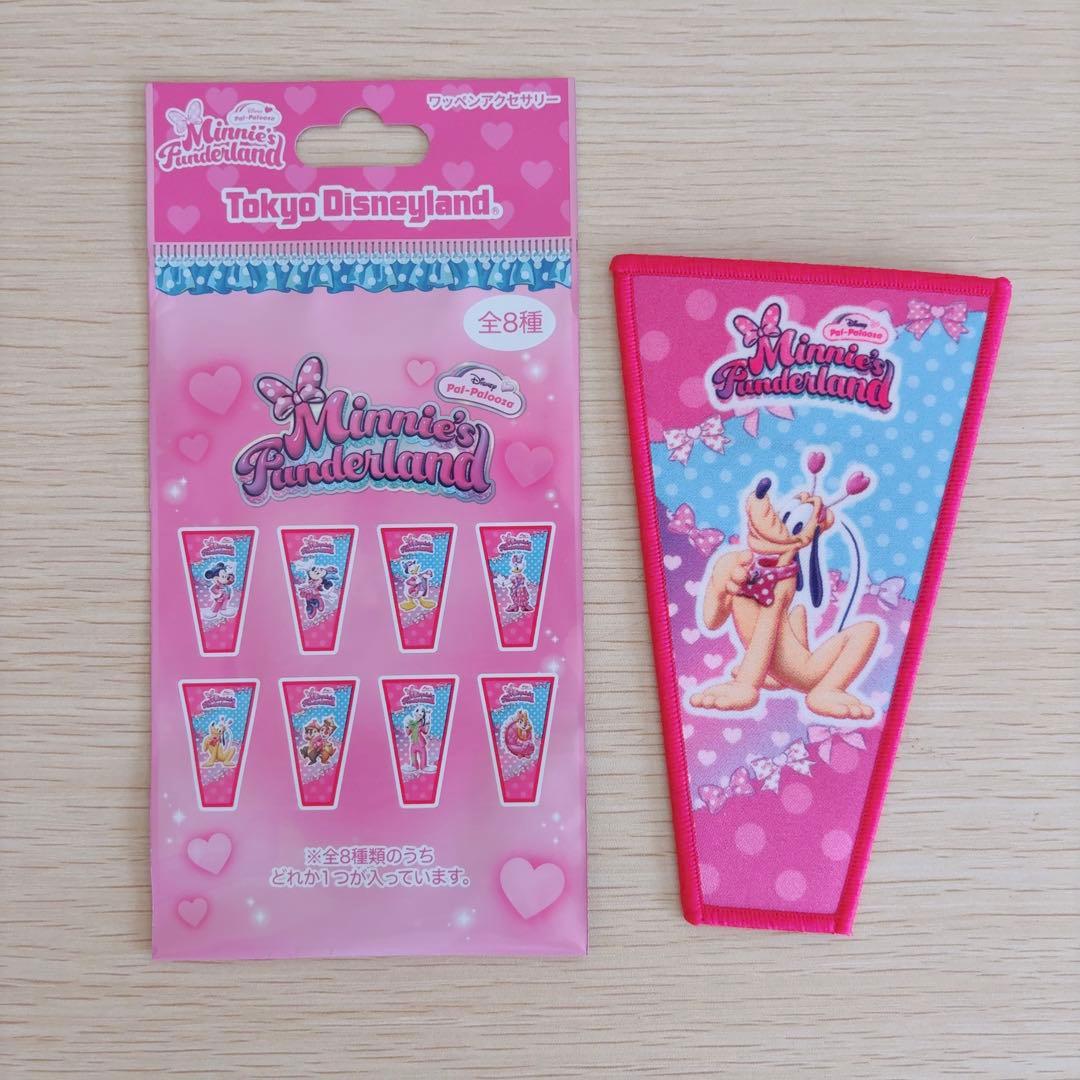 Disney
Pal-Palooza
Minnie's
Funderland
ワッペンアクセサリー
Tokyo Disneyland®
全8種
Disney
Pal-Palooza
Minnie's
Funderland
※全8種類のうち
どれか1つが入っています。
Disney
Pal-Palooza
Minnie's
Funderland